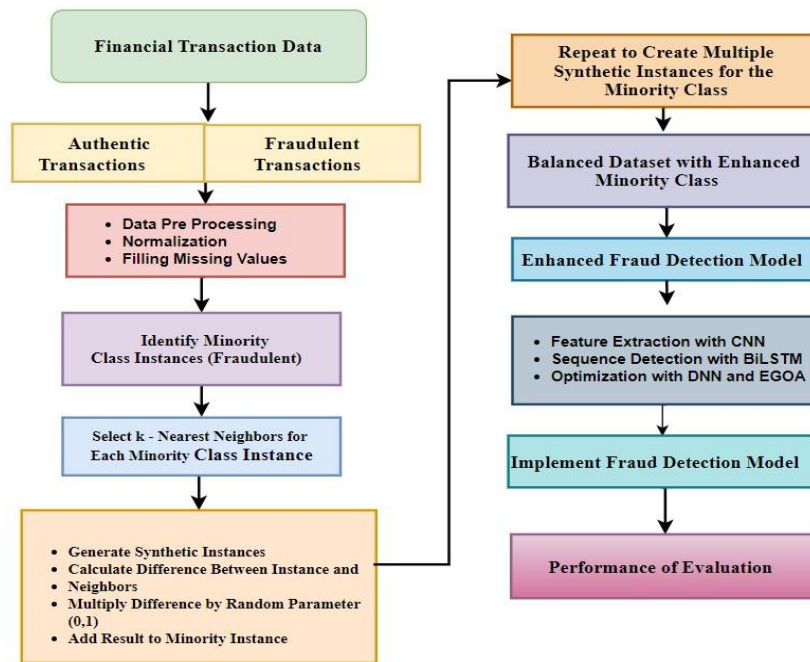 Financial Transaction Data
Authentic
Transactions
Fraudulent
Transactions
• Data Pre Processing
• Normalization
• Filling Missing Values
Identify Minority
Class Instances (Fraudulent)
Select k - Nearest Neighbors for
Each Minority Class Instance
• Generate Synthetic Instances
• Calculate Difference Between Instance and
• Neighbors
• Multiply Difference by Random Parameter
(0,1)
• Add Result to Minority Instance
Repeat to Create Multiple
Synthetic Instances for the
Minority Class
Balanced Dataset with Enhanced
Minority Class
Enhanced Fraud Detection Model
• Feature Extraction with CNN
• Sequence Detection with BiLSTM
• Optimization with DNN and EGOA
Implement Fraud Detection Model
Performance of Evaluation